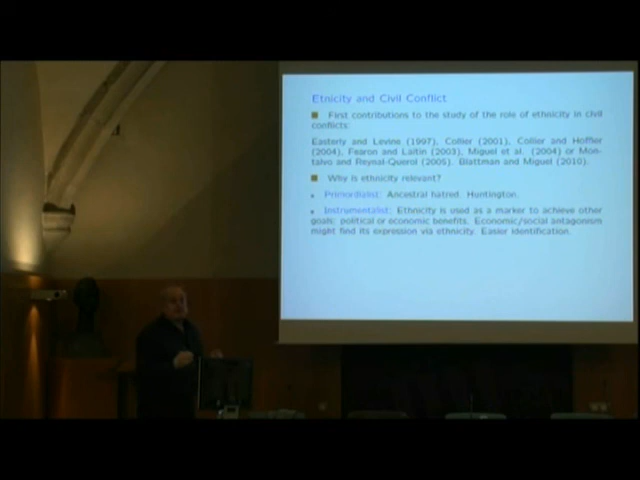 Etnicity and Civil Conflict
First contributions to the study of the role of ethnicity in civil
conflicts:
Easterly and Levine (1997), Collier (2001), Collier and Hoffler
(2004), Fearon and Laitin (2003), Miguel et al. (2004) or Mon-
talvo and Reynal-Querol (2005). Blattman and Miguel (2010).
Why is ethnicity relevant?
Primordialist: Ancestral hatred. Huntington.
Instrumentalist: Ethnicity is used as a marker to achieve other
goals: political or economic benefits. Economic/social antagonism
might find its expression via ethnicity. Easier identification.